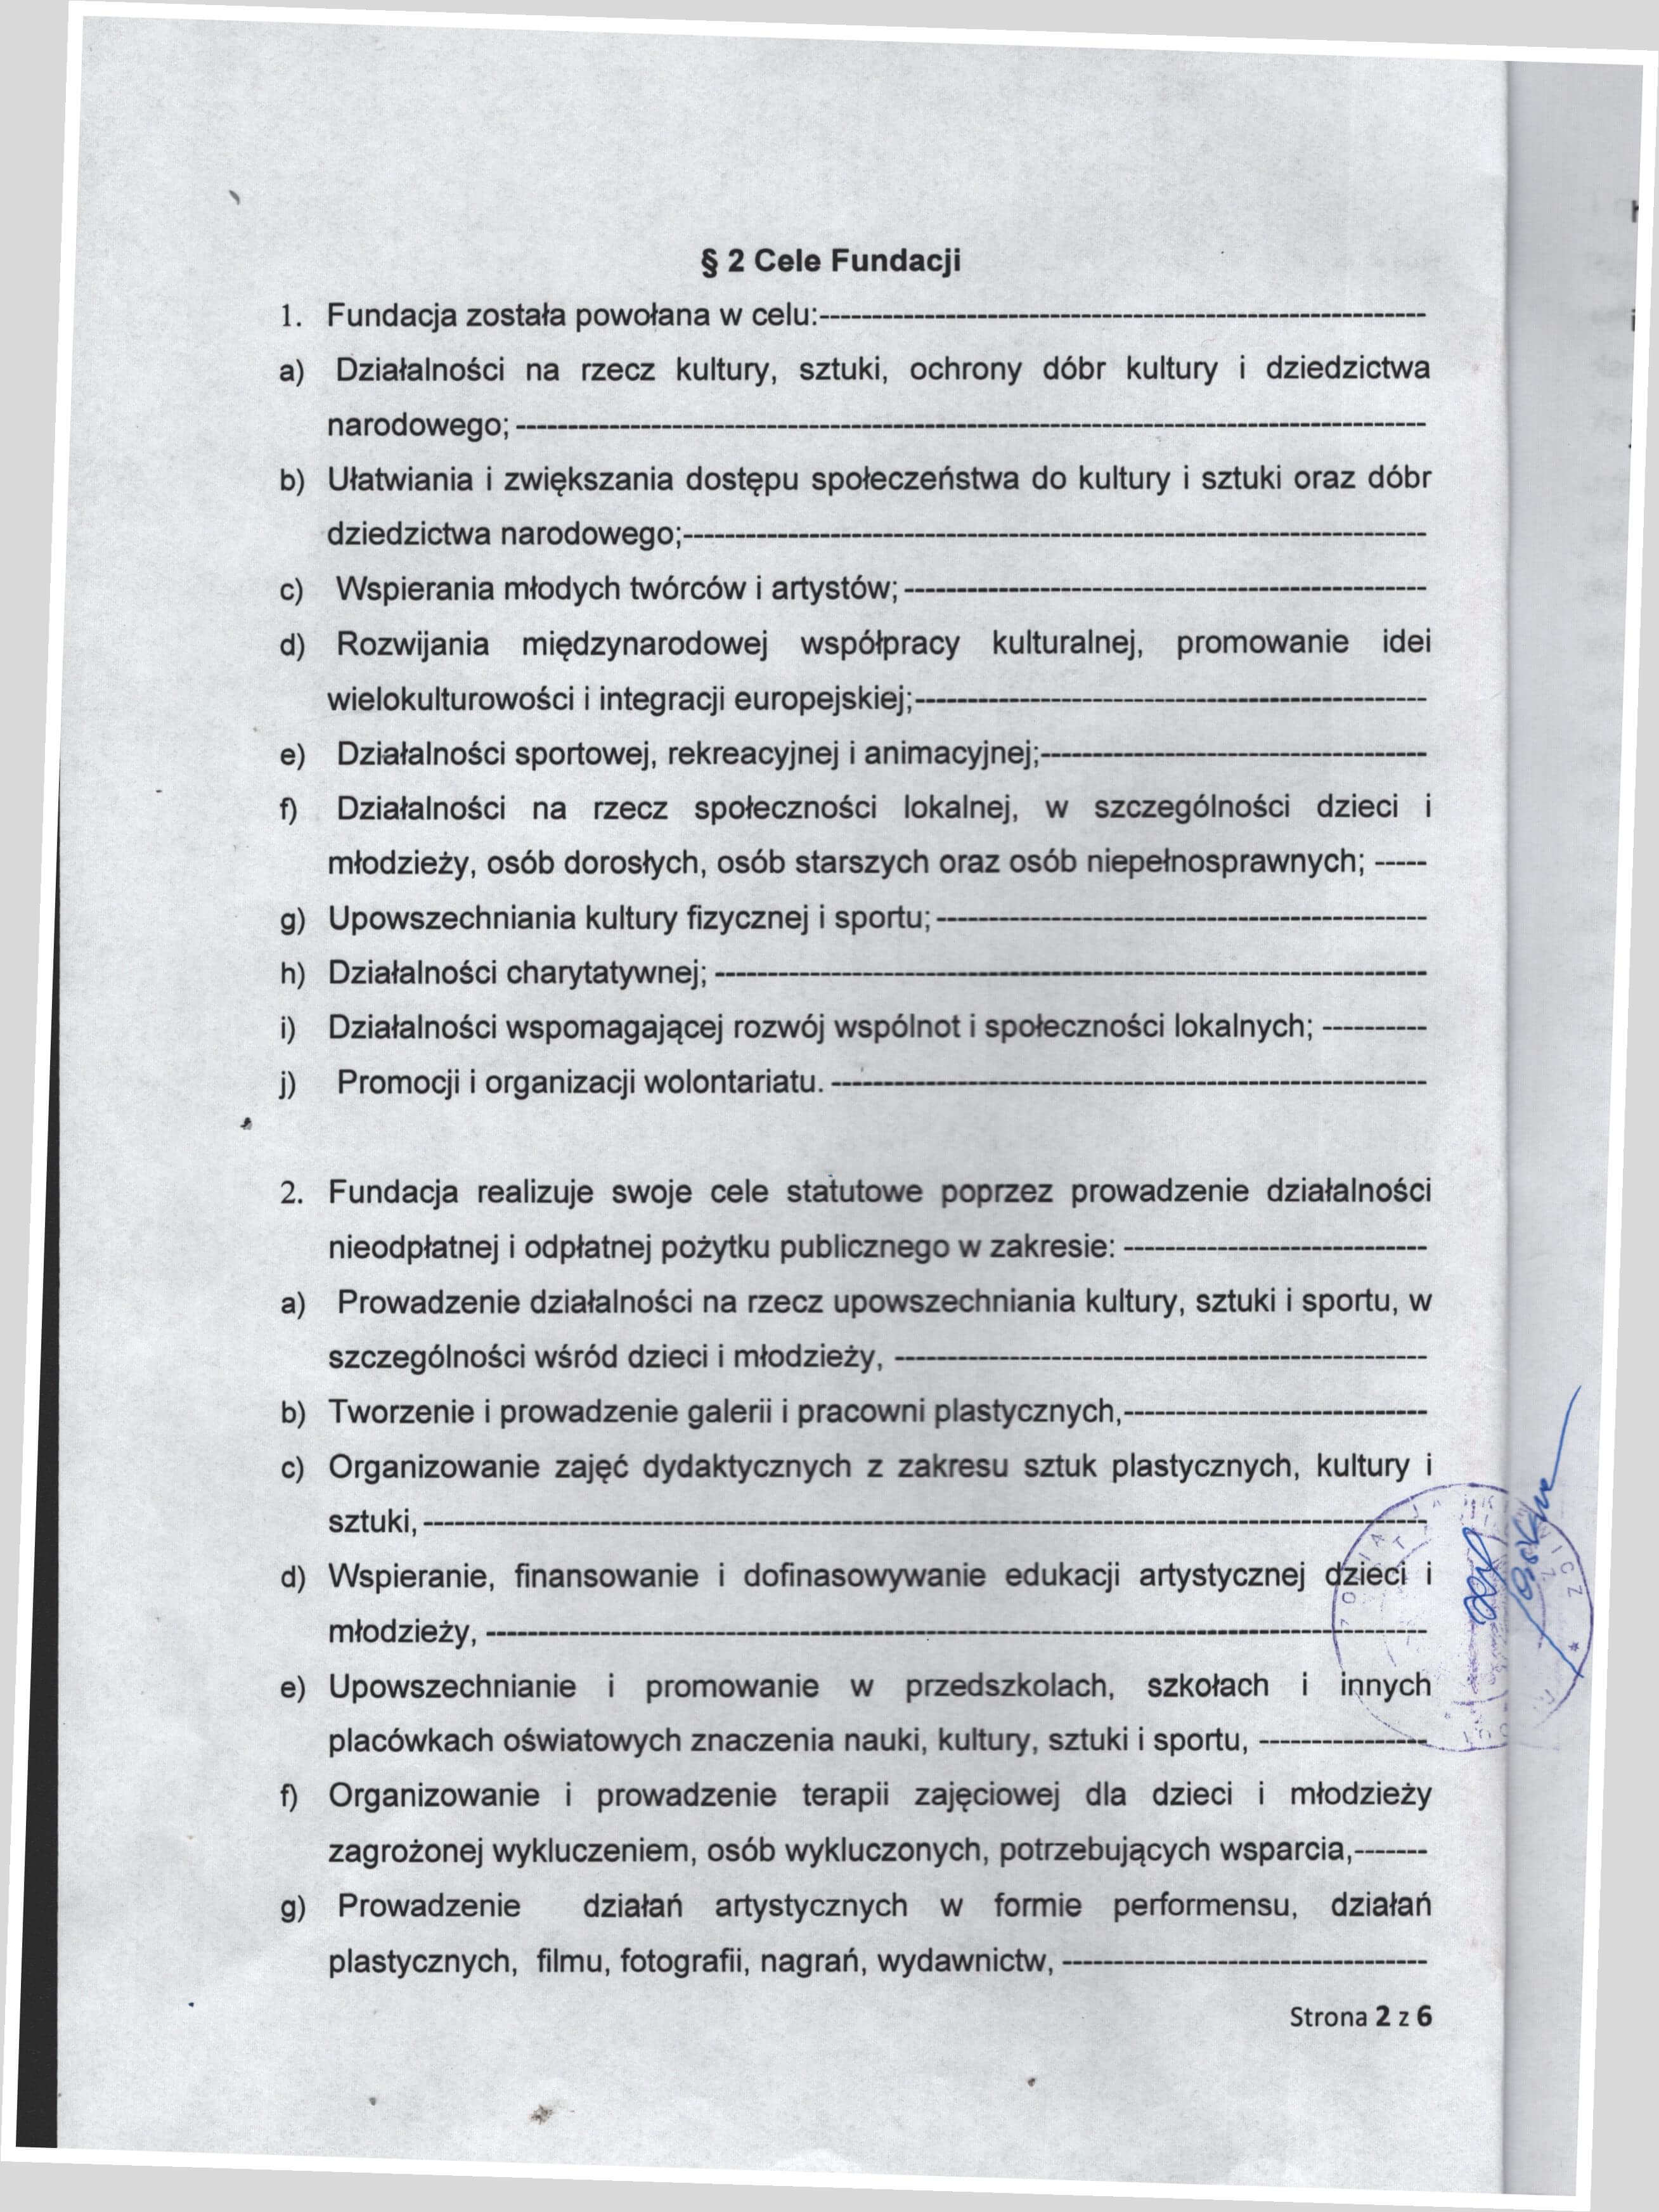 § 2 Cele Fundacji
1. Fundacja została powołana w celu:----------------------------------------------------------
a) Działalności na rzecz kultury, sztuki, ochrony dóbr kultury i dziedzictwa
narodowego; ----------------------------------------------------------------------------------------
b) Ułatwiania i zwiększania dostępu społeczeństwa do kultury i sztuki oraz dóbr
dziedzictwa narodowego;-----------------------------------------------------------------------
c) Wspierania młodych twórców i artystów; --------------------------------------------------
d) Rozwijania międzynarodowej współpracy kulturalnej, promowanie idei
wielokulturowości i integracji europejskiej;-------------------------------------------------
e) Działalności sportowej, rekreacyjnej i animacyjnej;-------------------------------------
f) Działalności na rzecz społeczności lokalnej, w szczególności dzieci i
młodzieży, osób dorosłych, osób starszych oraz osób niepełnosprawnych; -----
g) Upowszechniania kultury fizycznej i sportu; -----------------------------------------------
h) Działalności charytatywnej; --------------------------------------------------------------------
i) Działalności wspomagającej rozwój wspólnot i społeczności lokalnych; ----------
j) Promocji i organizacji wolontariatu. ---------------------------------------------------------
2. Fundacja realizuje swoje cele statutowe poprzez prowadzenie działalności
nieodpłatnej i odpłatnej pożytku publicznego w zakresie: -----------------------------
a) Prowadzenie działalności na rzecz upowszechniania kultury, sztuki i sportu, w
szczególności wśród dzieci i młodzieży, ---------------------------------------------------
b) Tworzenie i prowadzenie galerii i pracowni plastycznych,-----------------------------
c) Organizowanie zajęć dydaktycznych z zakresu sztuk plastycznych, kultury i
sztuki, ------------------------------------------------------------------------------------------------
d) Wspieranie, finansowanie i dofinasowywanie edukacji artystycznej dzieci i
młodzieży, ------------------------------------------------------------------------------------------
e) Upowszechnianie i promowanie w przedszkolach, szkołach i innych
placówkach oświatowych znaczenia nauki, kultury, sztuki i sportu, ----------------
f) Organizowanie i prowadzenie terapii zajęciowej dla dzieci i młodzieży
zagrożonej wykluczeniem, osób wykluczonych, potrzebujących wsparcia,-------
g) Prowadzenie działań artystycznych w formie performensu, działań
plastycznych, filmu, fotografii, nagrań, wydawnictw, -----------------------------------
Strona 2 z 6